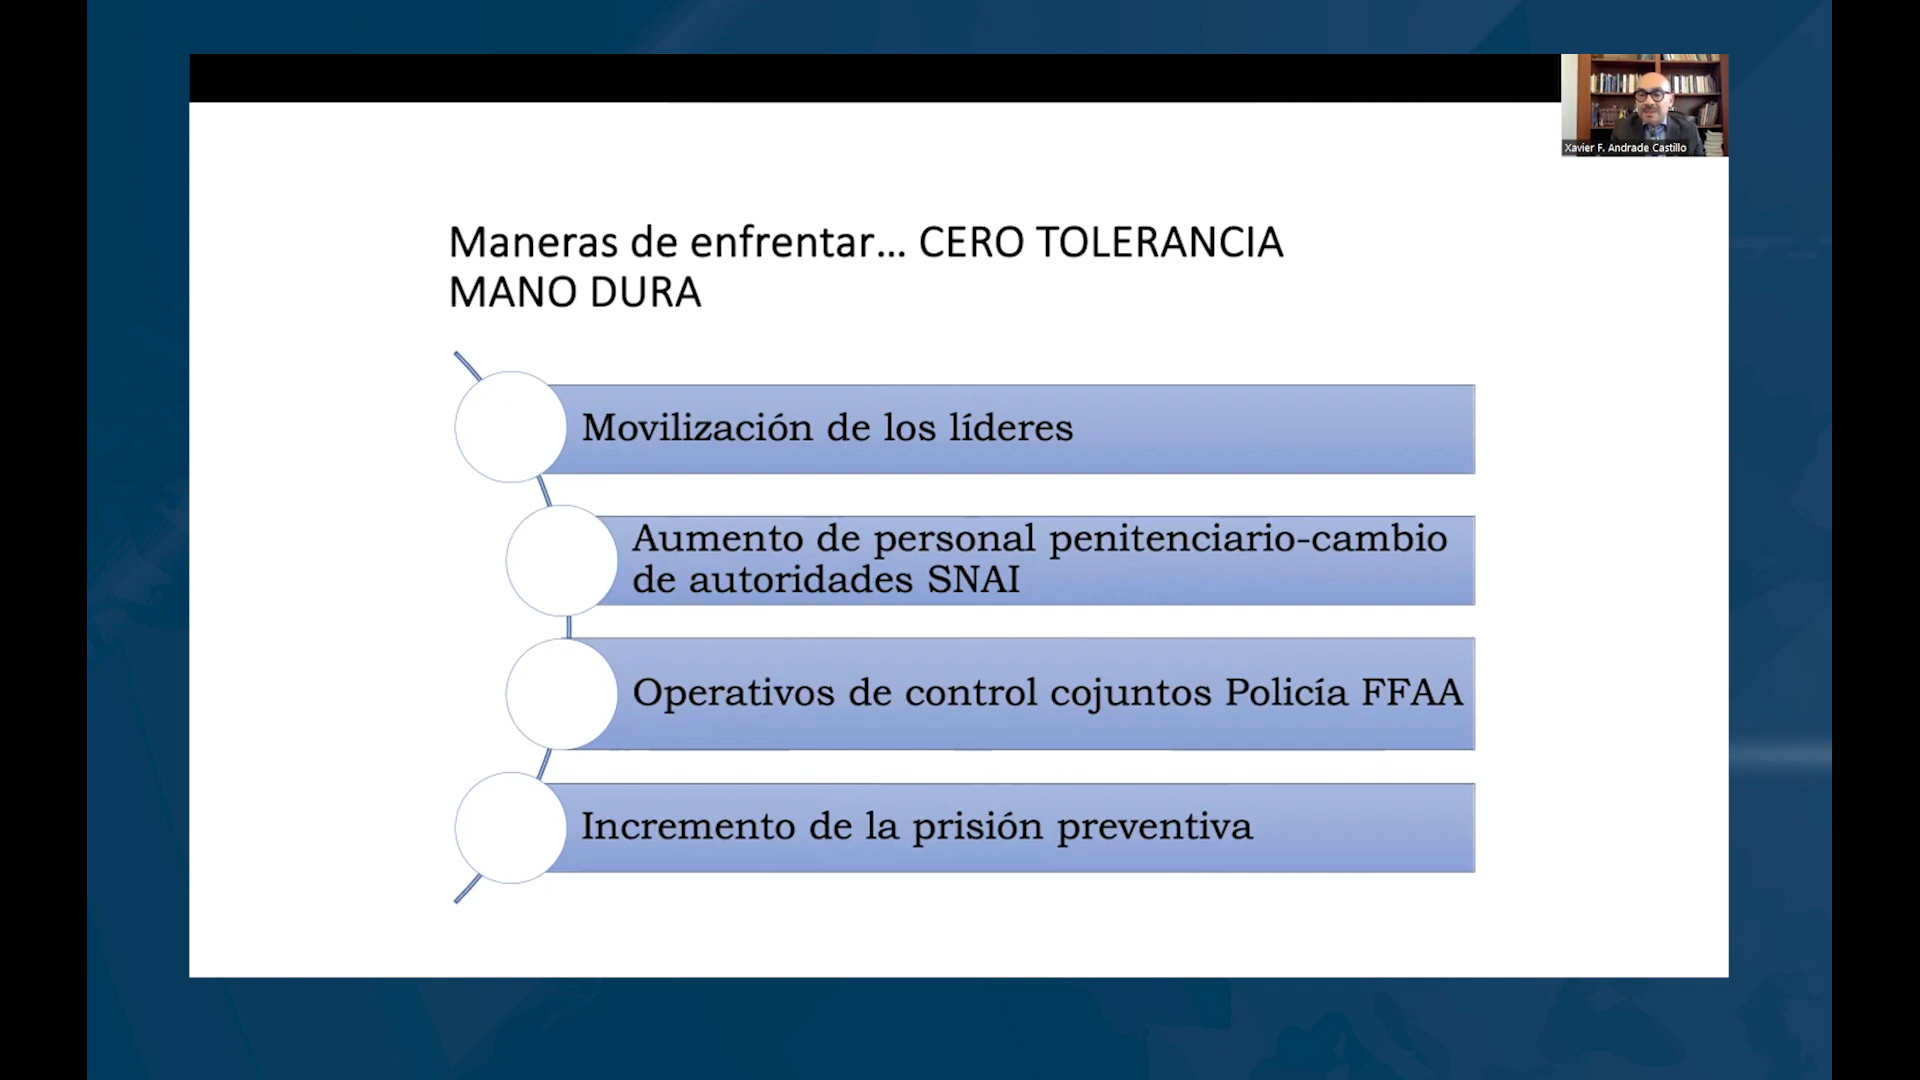 Xavier F. Andrade Castillo
Maneras de enfrentar... CERO TOLERANCIA
MANO DURA
Movilización de los líderes
Aumento de personal penitenciario-cambio
de autoridades SNAI
Operativos de control cojuntos Policía FFAA
Incremento de la prisión preventiva